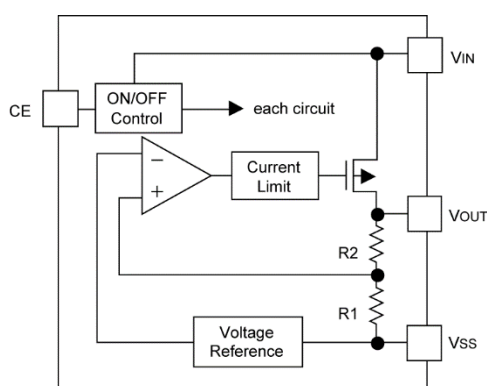 VIN
ON/OFF
Control
CE
each circuit
−
+
Current
Limit
VOUT
R2
R1
Voltage
Reference
VSS